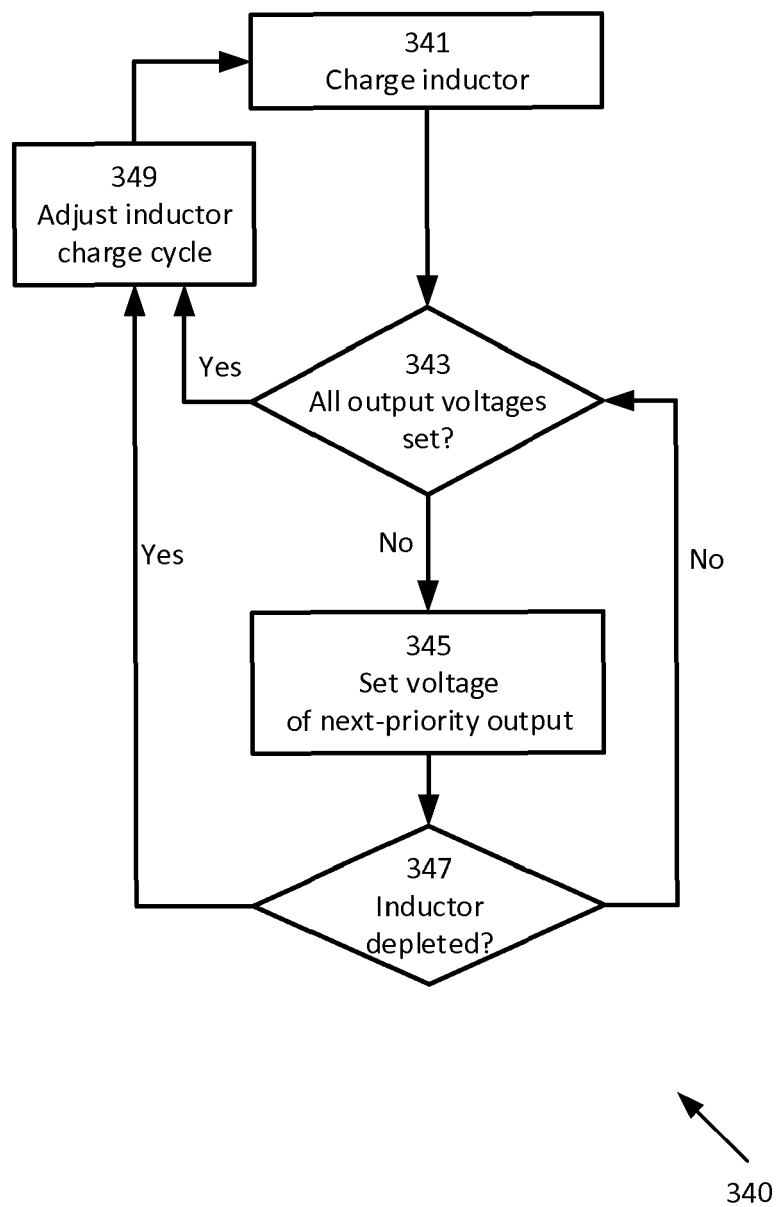 341
Charge inductor
349
Adjust inductor
charge cycle
Yes
343
All output voltages
set?
No
Yes
No
345
Set voltage
of next-priority output
347
Inductor
depleted?
340